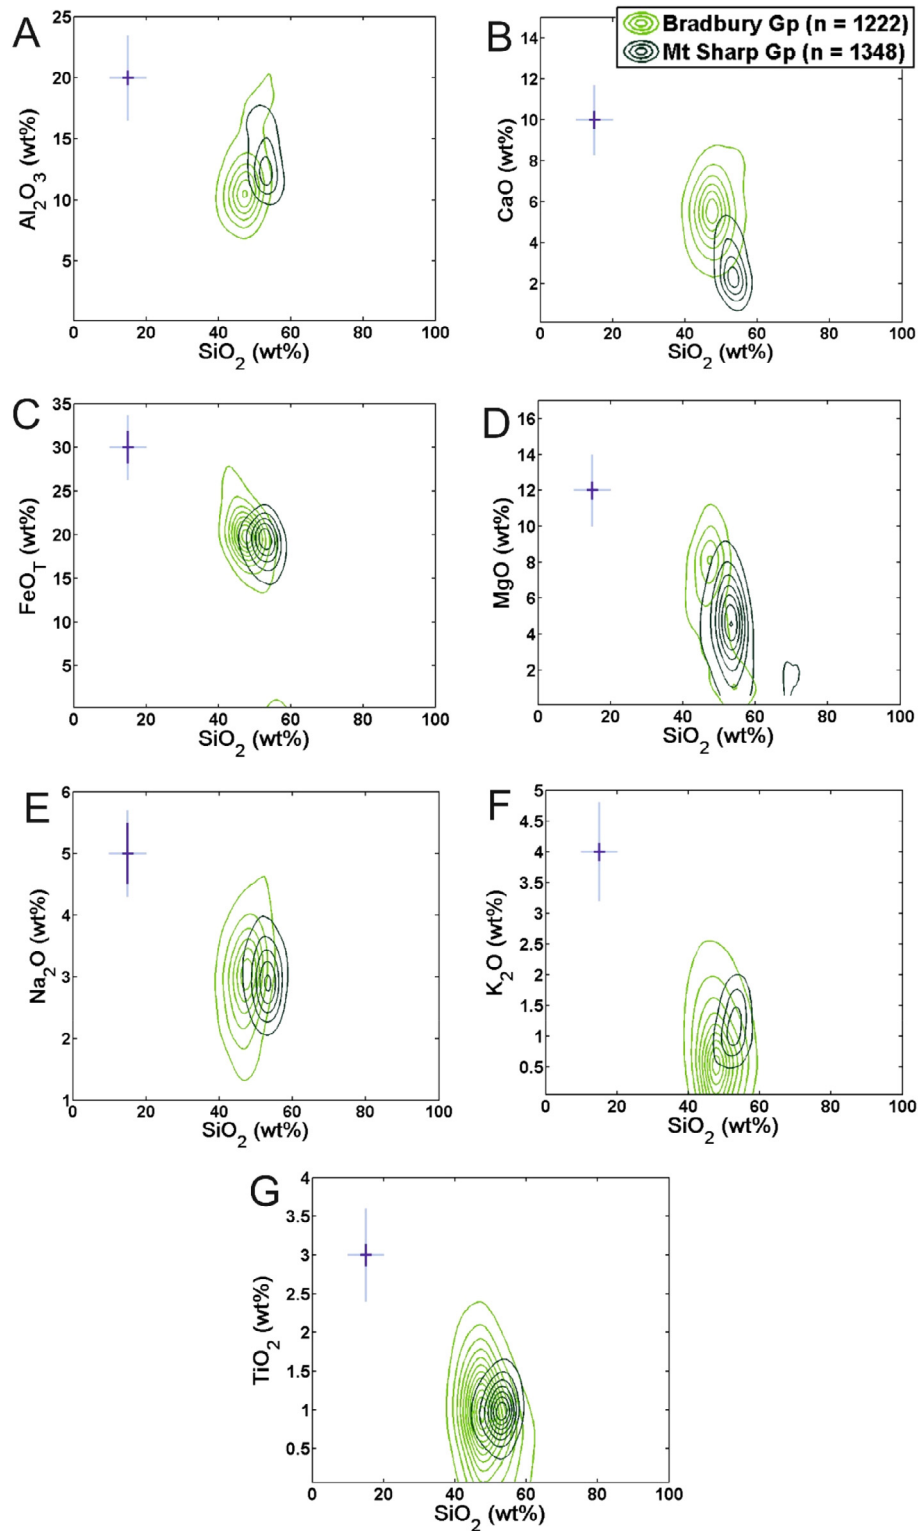 A
25
20
15
10
5
Al2O3 (wt%)
0 20 40 60 80 100
SiO2 (wt%)
B
Bradbury Gp (n = 1222)
Mt Sharp Gp (n = 1348)
14
12
10
8
6
4
2
CaO (wt%)
0 20 40 60 80 100
SiO2 (wt%)
C
35
30
25
20
15
10
5
FeOT (wt%)
0 20 40 60 80 100
SiO2 (wt%)
D
16
14
12
10
8
6
4
2
MgO (wt%)
0 20 40 60 80 100
SiO2 (wt%)
E
6
5
4
3
2
1
Na2O (wt%)
0 20 40 60 80 100
SiO2 (wt%)
F
5
4.5
4
3.5
3
2.5
2
1.5
1
0.5
K2O (wt%)
0 20 40 60 80 100
SiO2 (wt%)
G
4
3.5
3
2.5
2
1.5
1
0.5
TiO2 (wt%)
0 20 40 60 80 100
SiO2 (wt%)